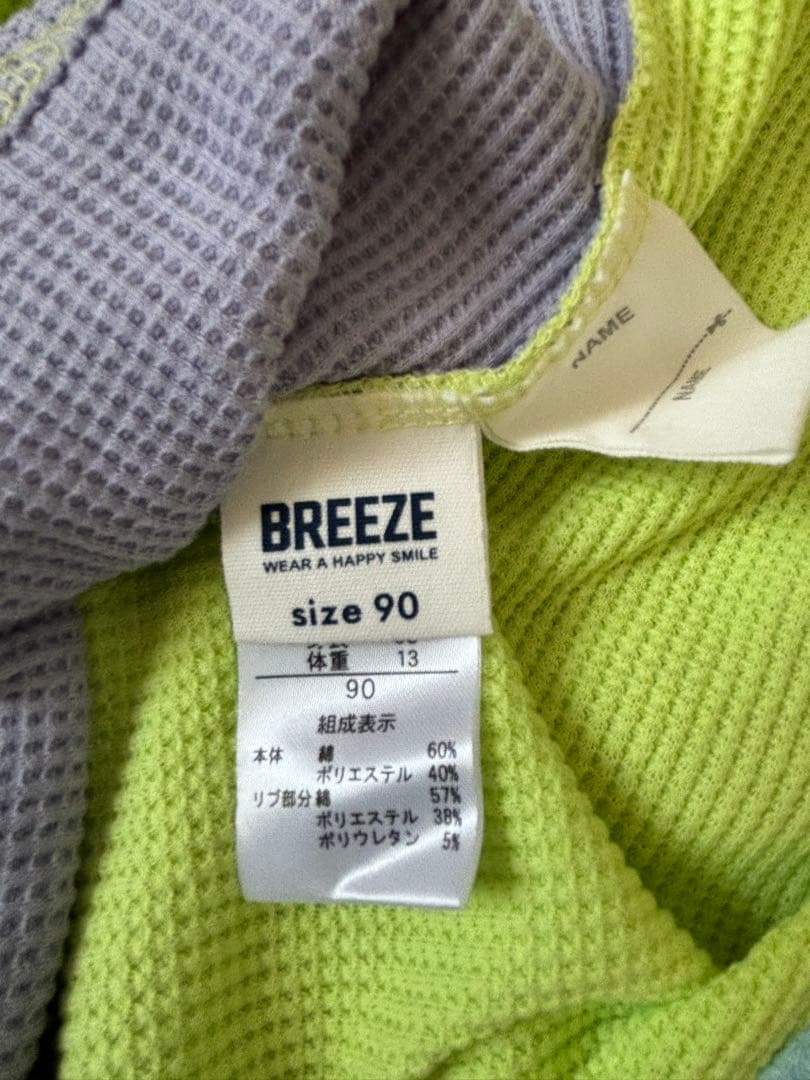 NAME
NAME
BREEZE
WEAR A HAPPY SMILE
size 90
体重 13
90
組成表示
本体 綿 60%
ポリエステル 40%
リブ部分 綿 57%
ポリエステル 38%
ポリウレタン 5%